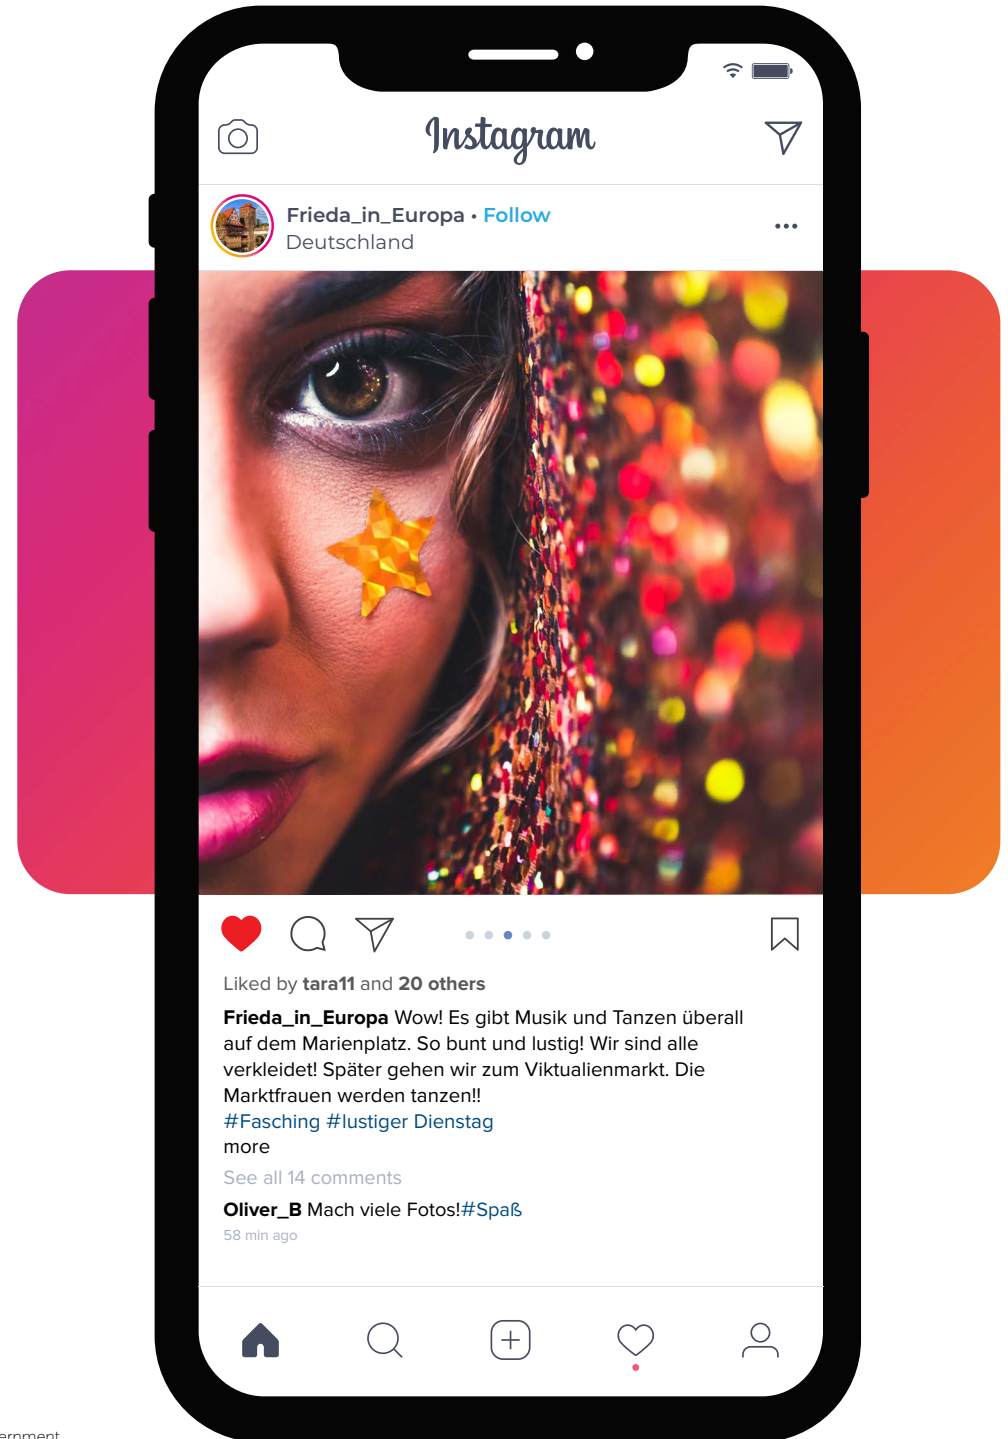 Instagram
Frieda_in_Europa • Follow
Deutschland
Liked by tara11 and 20 others
Frieda_in_Europa Wow! Es gibt Musik und Tanzen überall
auf dem Marienplatz. So bunt und lustig! Wir sind alle
verkleidet! Später gehen wir zum Viktualienmarkt. Die
Marktfrauen werden tanzen!!
#Fasching #lustiger Dienstag
more
See all 14 comments
Oliver_B Mach viele Fotos!#Spaß
58 min ago